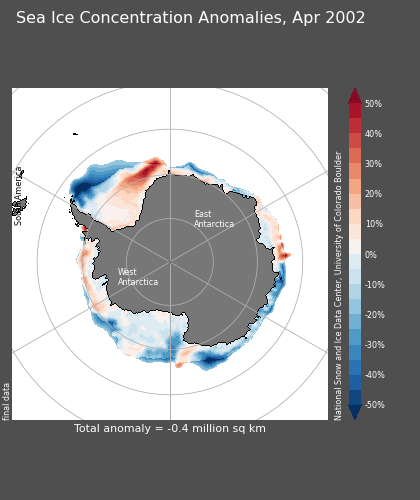 Sea Ice Concentration Anomalies, Apr 2002
South America
East
Antarctica
West
Antarctica
50%
40%
30%
20%
10%
0%
-10%
-20%
-30%
-40%
-50%
National Snow and Ice Data Center, University of Colorado Boulder
final data
Total anomaly = -0.4 million sq km